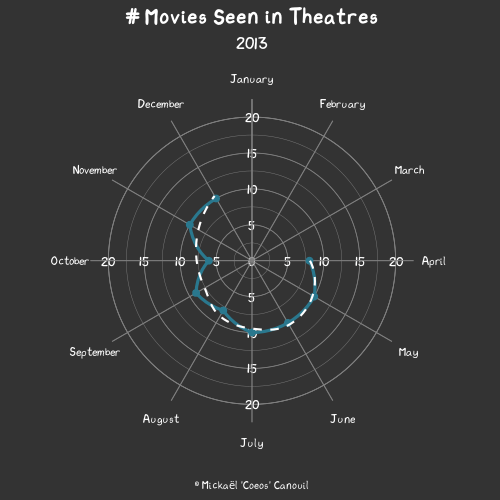 # Movies Seen in Theatres
2013
January
December February
20
15
November March
10
5
October 20 15 10 5 0 5 10 15 20 April
5
10
September May
15
20
August June
July
© Mickaël 'Coeos' Canouil